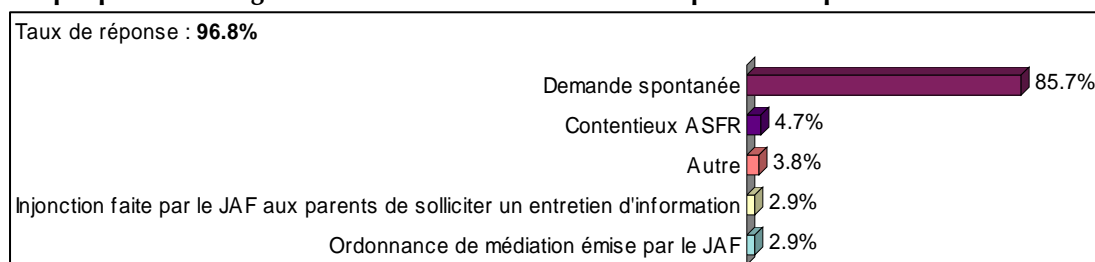 Taux de réponse : 96.8%
Demande spontanée 85.7%
Contentieux ASFR 4.7%
Autre 3.8%
Injonction faite par le JAF aux parents de solliciter un entretien d'information 2.9%
Ordonnance de médiation émise par le JAF 2.9%